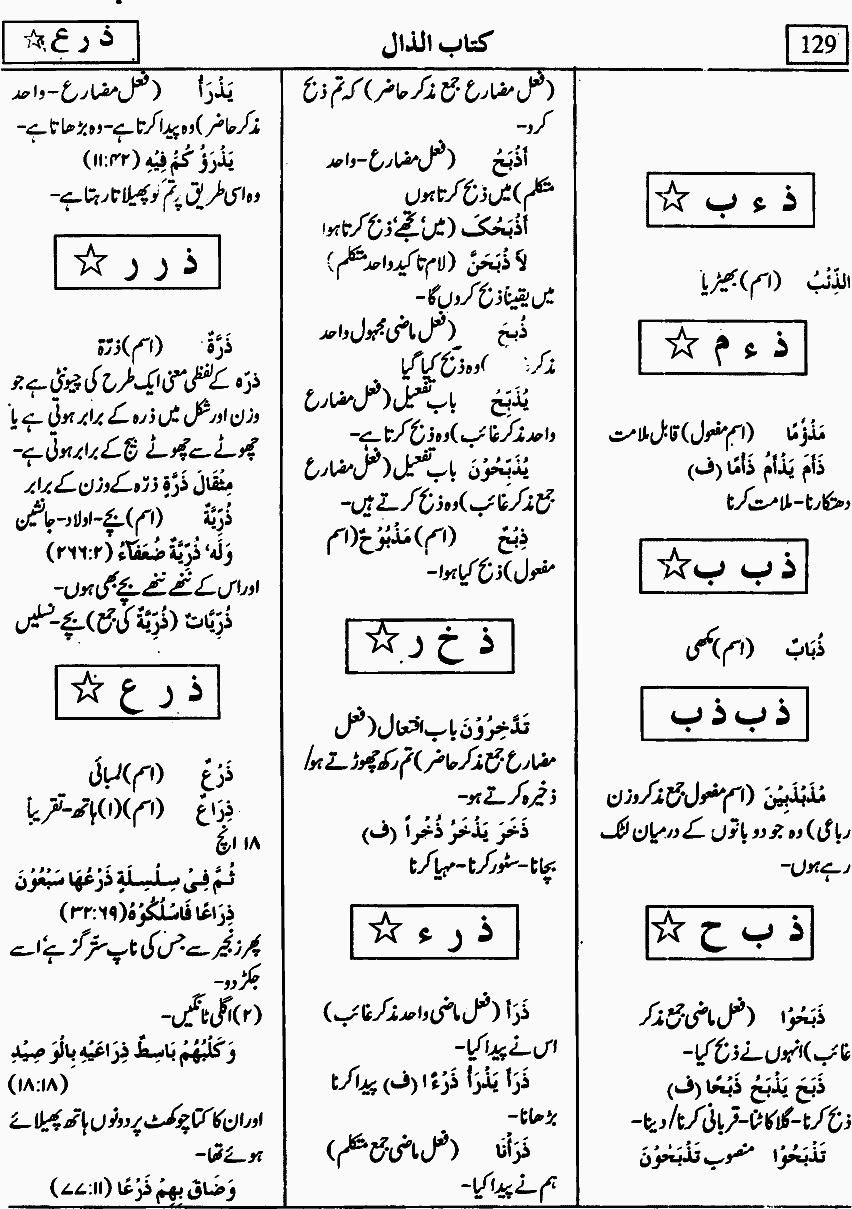 129
کتاب الذال
ذ ر ع ☆
ذ ء ب ☆
الذِّئْبُ (اسم) بھیڑیا
ذ ء م ☆
مَذْؤُمًا (اسم مفعول) قابل ملامت
ذَأَمَ يَذْأَمُ ذَأْمًا (ف)
دھتکارنا-ملامت کرنا
ذ ب ب ☆
ذُبَابٌ (اسم) مکھی
ذب ذب
مُذَبْذَبِيْنَ (اسم مفعول جمع مذکر وزن
رباعی) وہ جو دو باتوں کے درمیان لٹک
رہے ہوں-
ذ ب ح ☆
ذَبَحُوْا (فعل ماضی جمع مذکر
غائب) انہوں نے ذبح کیا-
ذَبَحَ يَذْبَحُ ذَبْحًا (ف)
ذبح کرنا-گلا کاٹنا-قربانی کرنا/دینا-
تَذْبَحُوْا منصوب تَذْبَحُوْنَ
(فعل مضارع جمع مذکر حاضر) کہ تم ذبح
کرو-
أَذْبَحُ (فعل مضارع-واحد
متکلم) میں ذبح کرتا ہوں
أَذْبَحُکَ (میں تجھے ذبح کرتا ہوا
لَاَ ذْبَحَنَّ (لام تاکید واحد متکلم)
میں یقیناً ذبح کروں گا-
ذُبِحَ (فعل ماضی مجہول واحد
مذکر) وہ ذبح کیا گیا
يُذَبِّحُ باب تفعیل (فعل مضارع
واحد مذکر غائب) وہ ذبح کرتا ہے-
يُذَبِّحُوْنَ باب تفعیل (فعل مضارع
جمع مذکر غائب) وہ ذبح کرتے ہیں-
ذِبْحٌ (اسم) مَذْبُوْحٌ (اسم
مفعول) ذبح کیا ہوا-
ذ خ ر ☆
تَدَّخِرُوْنَ باب افتعال (فعل
مضارع جمع مذکر حاضر) تم رکھ چھوڑتے ہو/
ذخیرہ کرتے ہو-
ذَخَرَ يَذْخَرُ ذُخْراً (ف)
بچانا-سٹور کرنا-مہیا کرنا
ذ ر ء ☆
ذَرَأَ (فعل ماضی واحد مذکر غائب)
اس نے پیدا کیا-
ذَرَأَ يَذْرَأُ ذَرْءًا (ف) پیدا کرنا
بڑھانا-
ذَرَأْنَا (فعل ماضی جمع متکلم)
ہم نے پیدا کیا-
يَذْرَأُ (فعل مضارع-واحد
مذکر حاضر) وہ پیدا کرتا ہے-وہ بڑھاتا ہے-
يَذْرَؤُ كُمْ فِيْهِ (۱۱:۴۲)
وہ اسی طریق پر تم کو پھیلاتا رہتا ہے-
ذ ر ر ☆
ذَرَّةٌ (اسم) ذرّہ
ذرّہ کے لفظی معنی ایک طرح کی چیونٹی ہے جو
وزن اور شکل میں ذرہ کے برابر ہوتی ہے یا
چھوٹے سے چھوٹے بیج کے برابر ہوتی ہے-
مِثْقَالَ ذَرَّةٍ ذرّہ کے وزن کے برابر
ذُرِّيَّةٌ (اسم) بچے-اولاد-جانشین
وَلَهٗ ذُرِّيَّةٌ ضُعَفَآءُ (۲۶۶:۲)
اور اس کے ننھے ننھے بچے بھی ہوں-
ذُرِّيَّاتٌ (ذُرِّيَّةٌ کی جمع) بچے-نسلیں
ذ ر ع ☆
ذَرْعٌ (اسم) لمبائی
ذِرَاعٌ (اسم) (۱) ہاتھ-تقریباً
۱۸ انچ
ثُمَّ فِيْ سِلْسِلَةٍ ذَرْعُهَا سَبْعُوْنَ
ذِرَاعًا فَاسْلُكُوْهُ (۳۲:۶۹)
پھر زنجیر سے جس کی ناپ ستّر گز ہے اسے
جکڑ دو-
(۲) اگلی ٹانگیں-
وَكَلْبُهُمْ بَاسِطٌ ذِرَاعَيْهِ بِالْوَ صِيْدِ
(۱۸:۱۸)
اور ان کا کتا چوکھٹ پر دونوں ہاتھ پھیلائے
ہوئے تھا-
وَضَاقَ بِهِمْ ذَرْعًا (۷۷:۱۱)